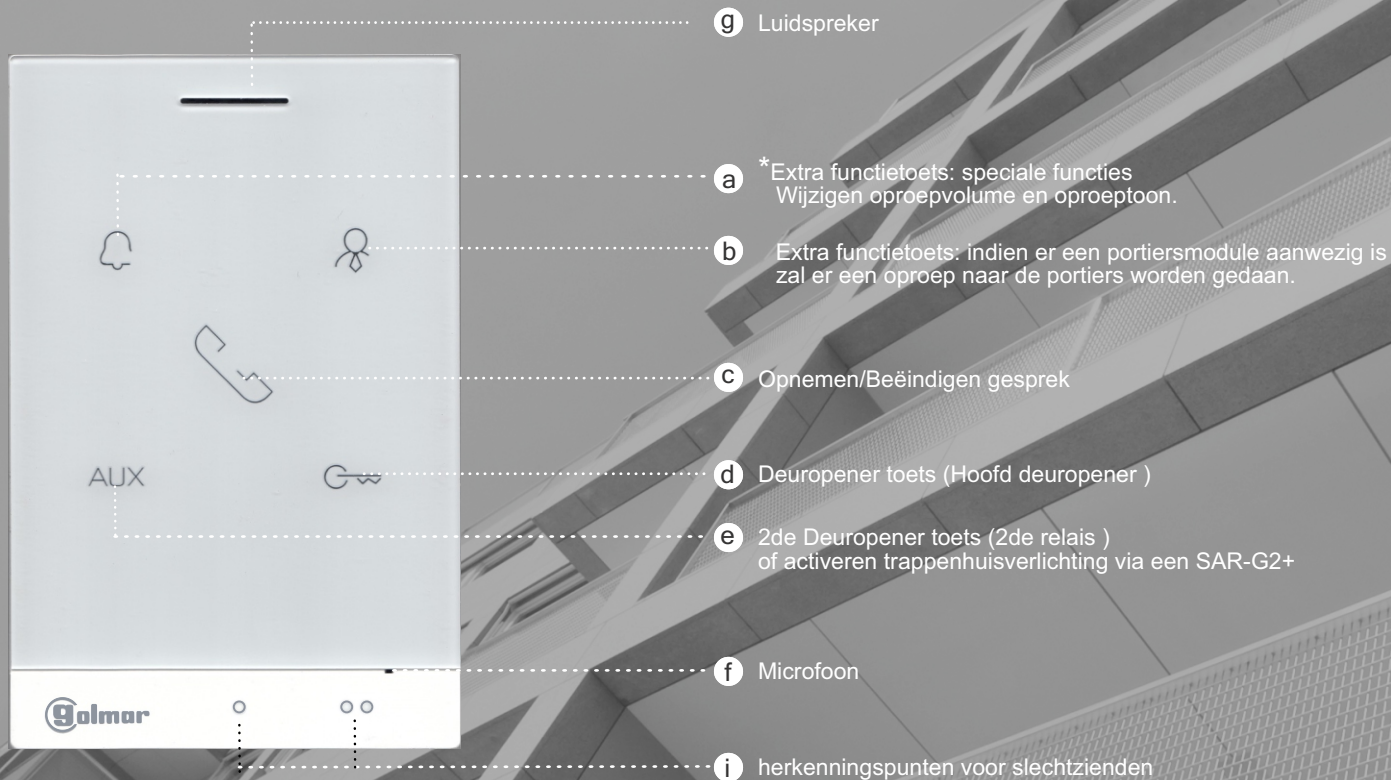 g Luidspreker
a *Extra functietoets: speciale functies
Wijzigen oproepvolume en oproeptoon.
b Extra functietoets: indien er een portiersmodule aanwezig is
zal er een oproep naar de portiers worden gedaan.
c Opnemen/Beëindigen gesprek
AUX
d Deuropener toets (Hoofd deuropener )
e 2de Deuropener toets (2de relais )
of activeren trappenhuisverlichting via een SAR-G2+
f Microfoon
golmar
i herkenningspunten voor slechtzienden